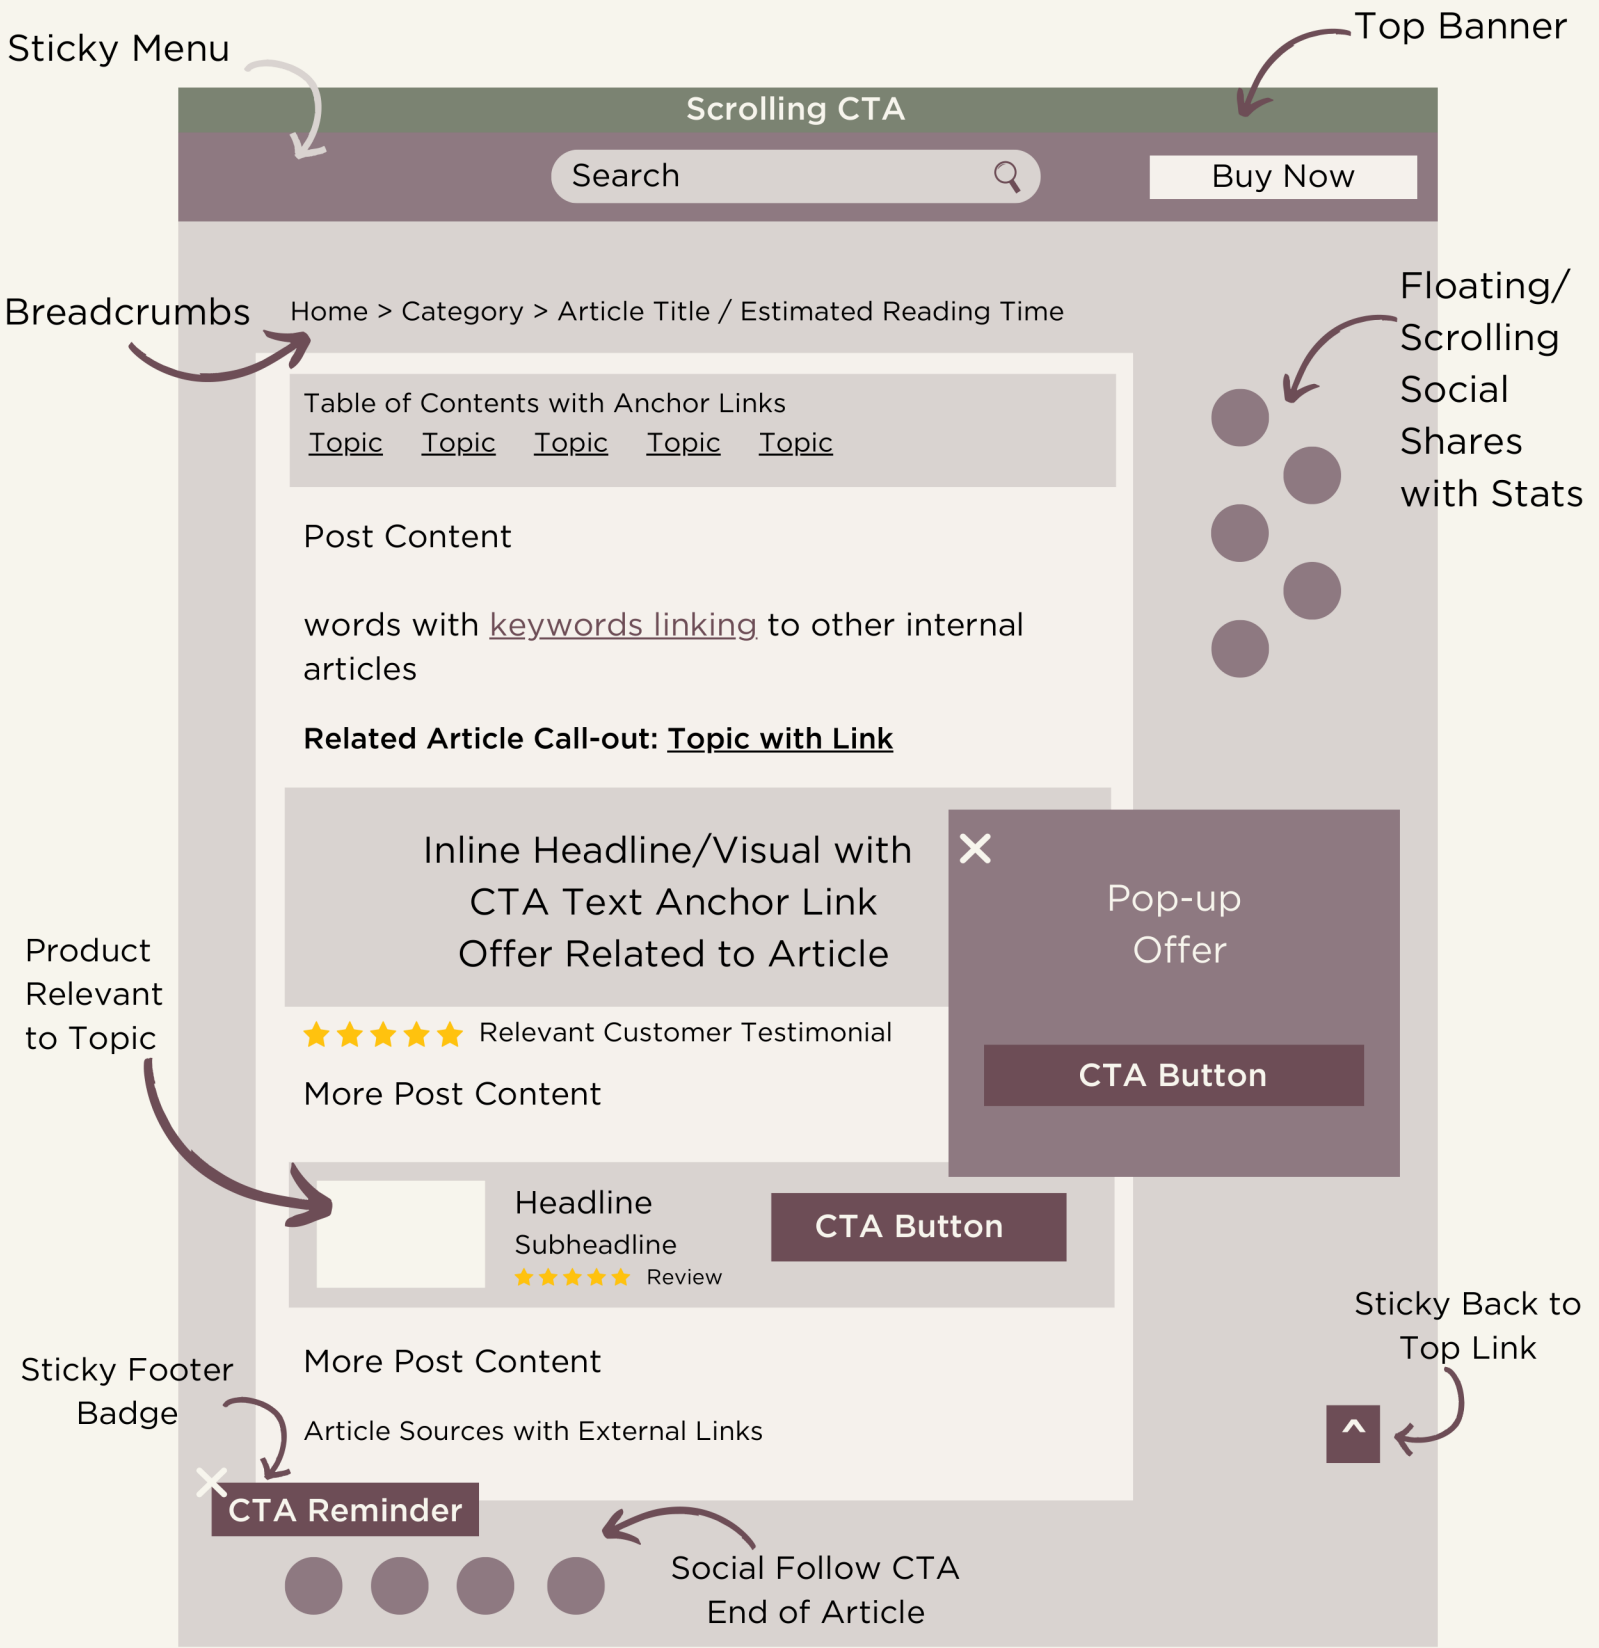 Sticky Menu
Top Banner
Scrolling CTA
Search
Buy Now
Breadcrumbs
Home > Category > Article Title / Estimated Reading Time
Floating/
Scrolling
Social
Shares
with Stats
Table of Contents with Anchor Links
Topic Topic Topic Topic Topic
Post Content
words with keywords linking to other internal
articles
Related Article Call-out: Topic with Link
Inline Headline/Visual with
CTA Text Anchor Link
Offer Related to Article
Pop-up
Offer
CTA Button
Product
Relevant
to Topic
Relevant Customer Testimonial
More Post Content
Headline
Subheadline
Review
CTA Button
Sticky Back to
Top Link
^
More Post Content
Sticky Footer
Badge
Article Sources with External Links
CTA Reminder
Social Follow CTA
End of Article